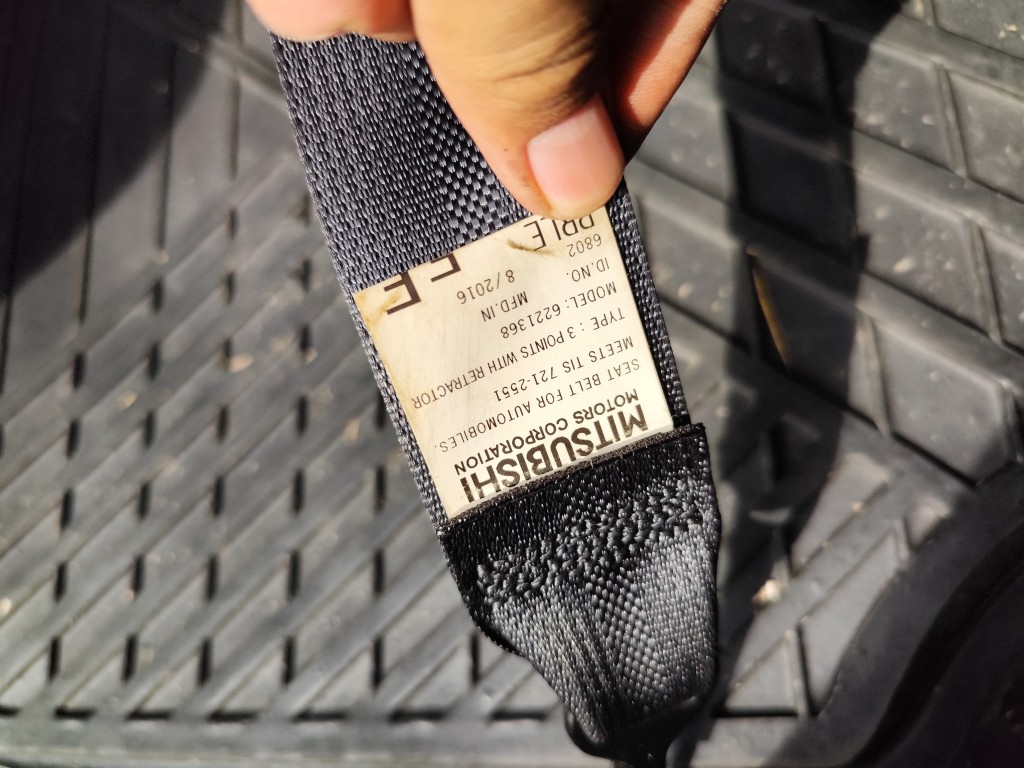 MITSUBISHI
MOTORS CORPORATION
SEAT BELT FOR AUTOMOBILES.
MEETS TIS 721-2551
TYPE : 3 POINTS WITH RETRACTOR
MODEL: 6221368
ID.NO. MFD.IN
6802 8 / 2016